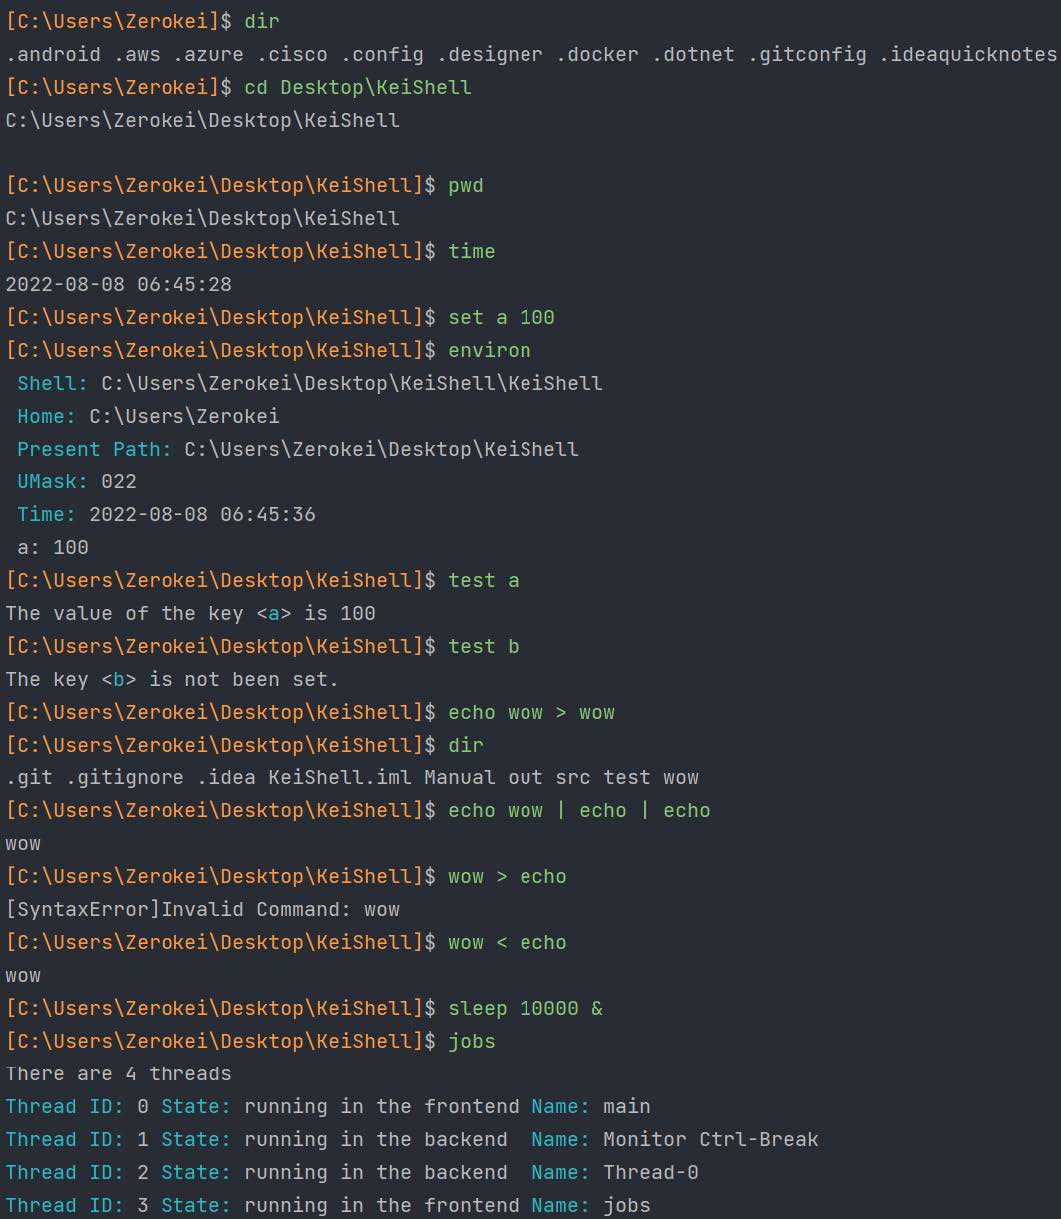 [C:\Users\Zerokei]$ dir
.android .aws .azure .cisco .config .designer .docker .dotnet .gitconfig .ideaquicknotes
[C:\Users\Zerokei]$ cd Desktop\KeiShell
C:\Users\Zerokei\Desktop\KeiShell
[C:\Users\Zerokei\Desktop\KeiShell]$ pwd
C:\Users\Zerokei\Desktop\KeiShell
[C:\Users\Zerokei\Desktop\KeiShell]$ time
2022-08-08 06:45:28
[C:\Users\Zerokei\Desktop\KeiShell]$ set a 100
[C:\Users\Zerokei\Desktop\KeiShell]$ environ
Shell: C:\Users\Zerokei\Desktop\KeiShell\KeiShell
Home: C:\Users\Zerokei
Present Path: C:\Users\Zerokei\Desktop\KeiShell
UMask: 022
Time: 2022-08-08 06:45:36
a: 100
[C:\Users\Zerokei\Desktop\KeiShell]$ test a
The value of the key <a> is 100
[C:\Users\Zerokei\Desktop\KeiShell]$ test b
The key <b> is not been set.
[C:\Users\Zerokei\Desktop\KeiShell]$ echo wow > wow
[C:\Users\Zerokei\Desktop\KeiShell]$ dir
.git .gitignore .idea KeiShell.iml Manual out src test wow
[C:\Users\Zerokei\Desktop\KeiShell]$ echo wow | echo | echo
wow
[C:\Users\Zerokei\Desktop\KeiShell]$ wow > echo
[SyntaxError]Invalid Command: wow
[C:\Users\Zerokei\Desktop\KeiShell]$ wow < echo
wow
[C:\Users\Zerokei\Desktop\KeiShell]$ sleep 10000 &
[C:\Users\Zerokei\Desktop\KeiShell]$ jobs
There are 4 threads
Thread ID: 0 State: running in the frontend Name: main
Thread ID: 1 State: running in the backend  Name: Monitor Ctrl-Break
Thread ID: 2 State: running in the backend  Name: Thread-0
Thread ID: 3 State: running in the frontend Name: jobs